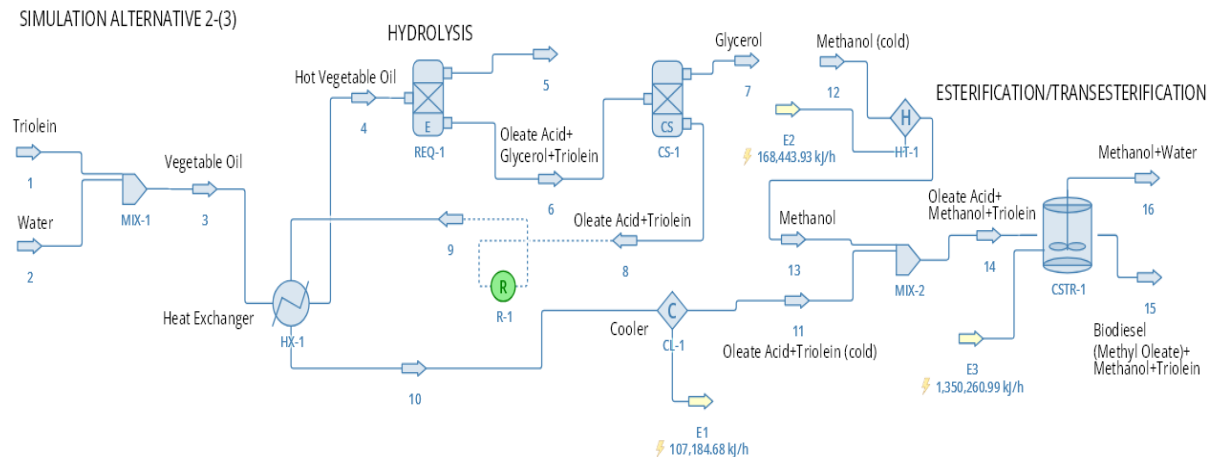 SIMULATION ALTERNATIVE 2-(3)
HYDROLYSIS
Glycerol
Methanol (cold)
Hot Vegetable Oil
5
7
12
ESTERIFICATION/TRANSESTERIFICATION
4
E
REQ-1
CS
CS-1
E2
168,443.93 kJ/h
H
HT-1
Triolein
1
Vegetable Oil
MIX-1
3
Water
2
Oleate Acid+
Glycerol+Triolein
6
Methanol+Water
16
Oleate Acid+
Methanol+Triolein
14
Oleate Acid+Triolein
8
9
R
R-1
Methanol
13
MIX-2
CSTR-1
15
Heat Exchanger
HX-1
Cooler
C
CL-1
11
Oleate Acid+Triolein (cold)
Biodiesel
(Methyl Oleate)+
Methanol+Triolein
E3
1,350,260.99 kJ/h
10
E1
107,184.68 kJ/h